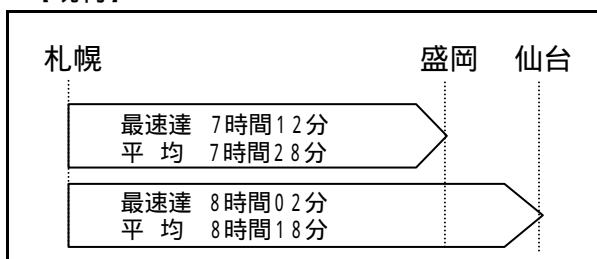 札幌 盛岡 仙台
最速達 7時間12分
平均 7時間28分
最速達 8時間02分
平均 8時間18分